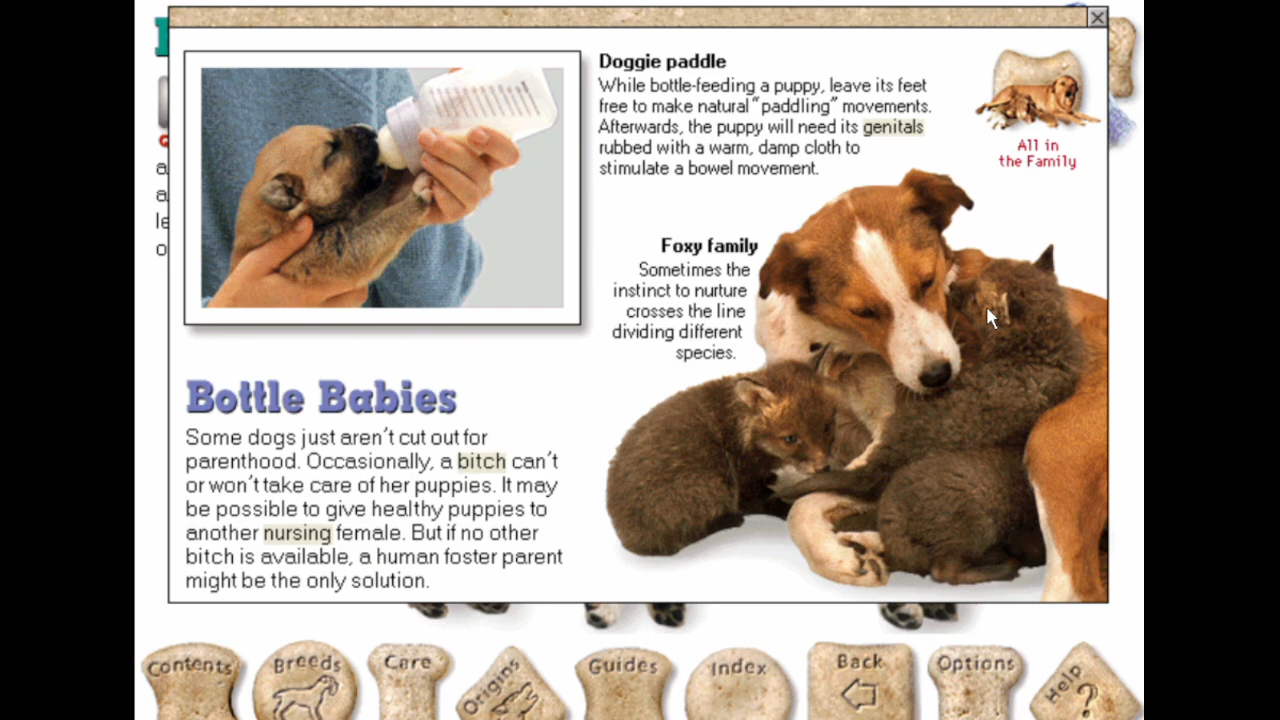 Doggie paddle
While bottle-feeding a puppy, leave its feet
free to make natural "paddling" movements.
Afterwards, the puppy will need its genitals
rubbed with a warm, damp cloth to
stimulate a bowel movement.
All in
the Family
Foxy family
Sometimes the
instinct to nurture
crosses the line
dividing different
species.
Bottle Babies
Some dogs just aren't cut out for
parenthood. Occasionally, a bitch can't
or won't take care of her puppies. It may
be possible to give healthy puppies to
another nursing female. But if no other
bitch is available, a human foster parent
might be the only solution.
Contents
Breeds
Care
Origins
Guides
Index
Back
Options
Help
?